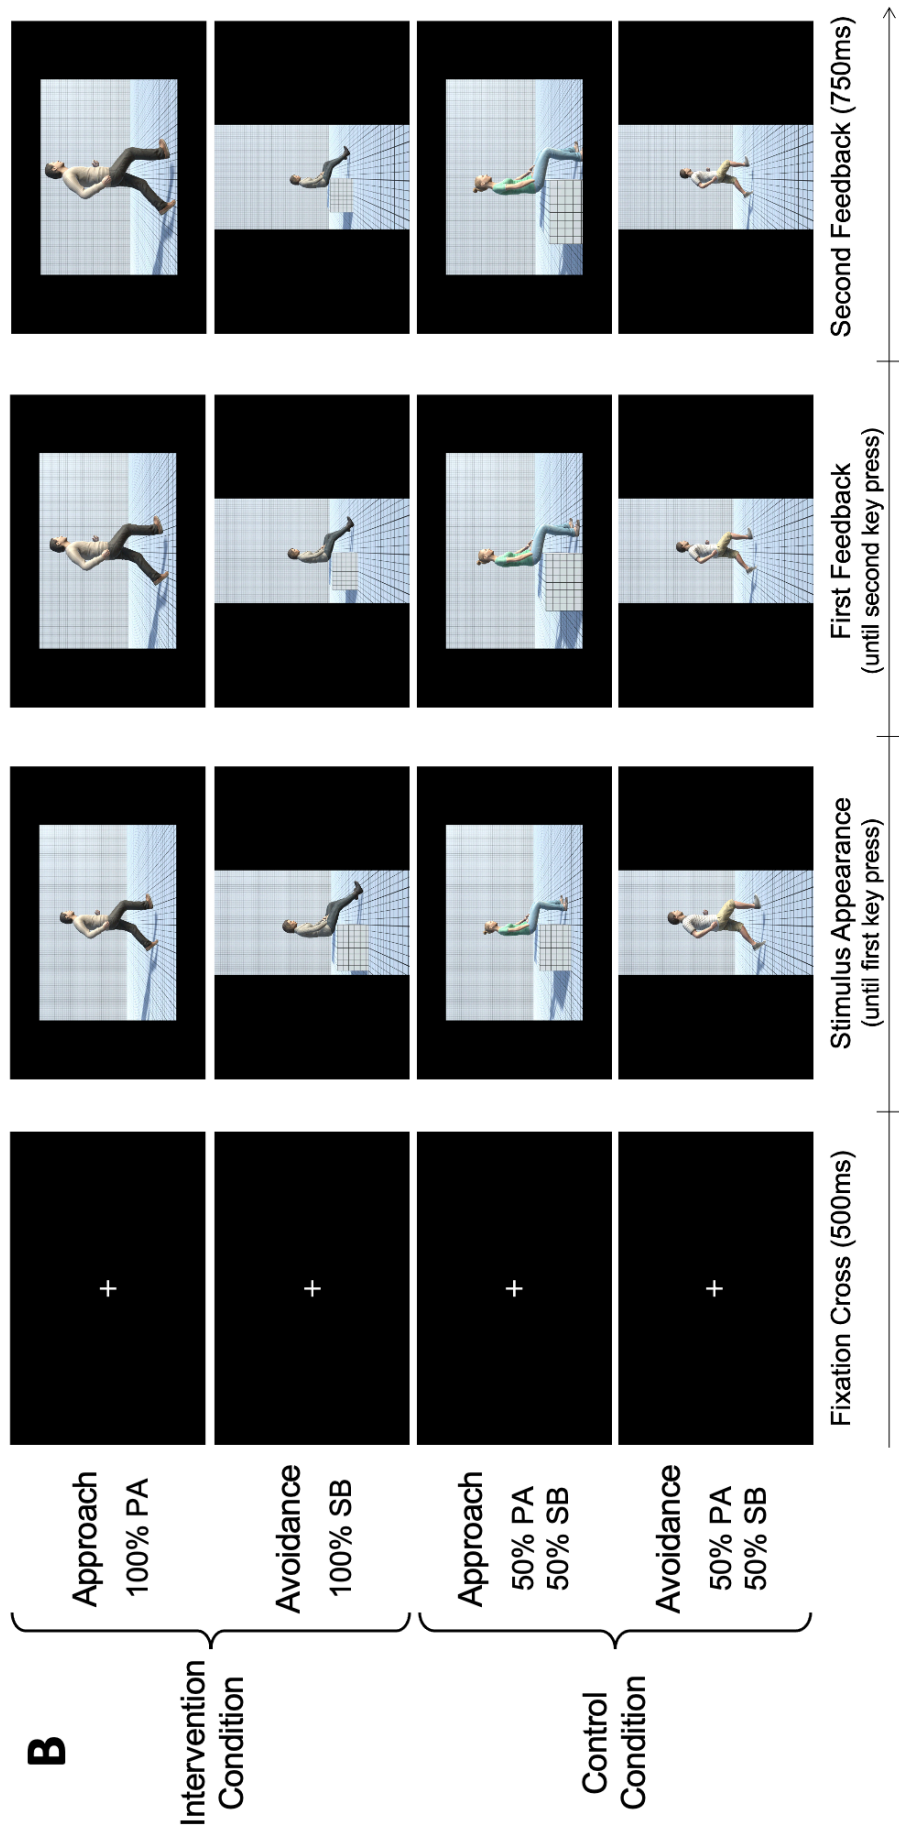 B
Intervention
Condition
Approach
100% PA
+
Avoidance
100% SB
+
Control
Condition
Approach
50% PA
50% SB
+
Avoidance
50% PA
50% SB
+
Fixation Cross (500ms)
Stimulus Appearance
(until first key press)
First Feedback
(until second key press)
Second Feedback (750ms)